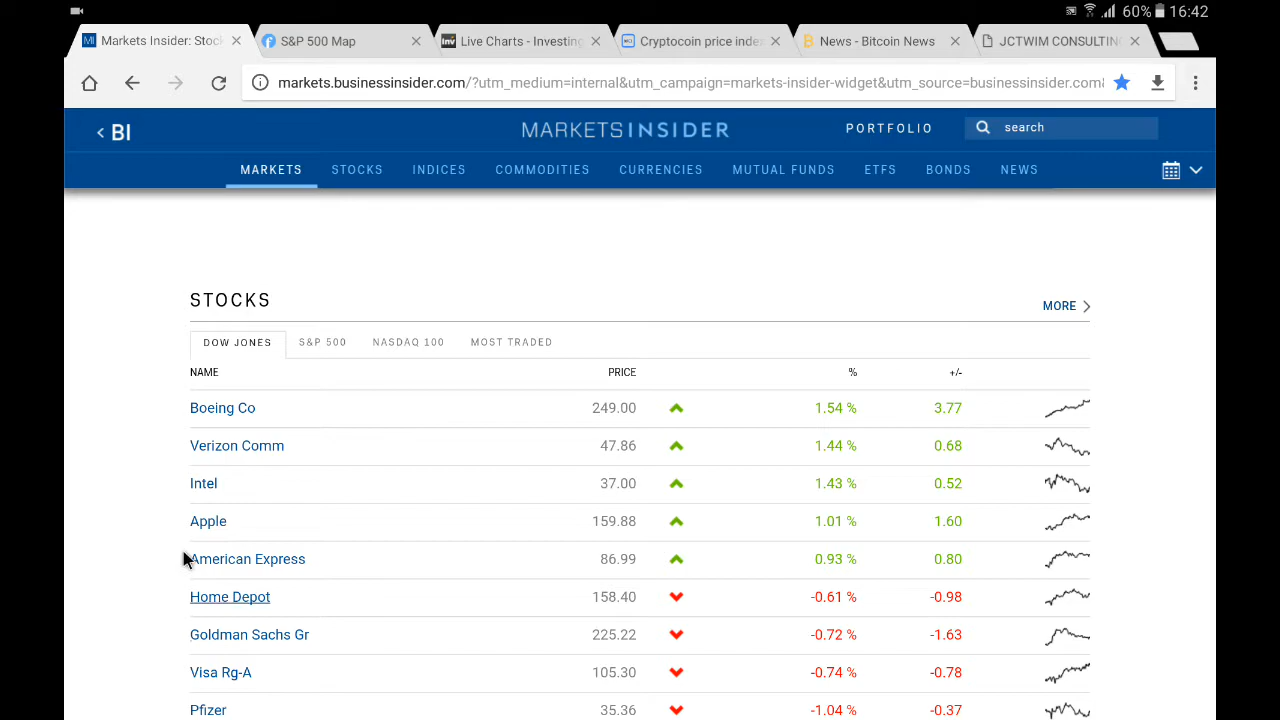 60% 16:42
Markets Insider: Stoc
S&P 500 Map
Live Charts - Investing
Cryptocoin price inde
News - Bitcoin News
JCTWIM CONSULTIN
markets.businessinsider.com/?utm_medium=internal&utm_campaign=markets-insider-widget&utm_source=businessinsider.com&
< BI
MARKETS INSIDER
PORTFOLIO
search
MARKETS STOCKS INDICES COMMODITIES CURRENCIES MUTUAL FUNDS ETFS BONDS NEWS
STOCKS
MORE
DOW JONES S&P 500 NASDAQ 100 MOST TRADED
NAME PRICE % +/-
Boeing Co 249.00 1.54 % 3.77
Verizon Comm 47.86 1.44 % 0.68
Intel 37.00 1.43 % 0.52
Apple 159.88 1.01 % 1.60
American Express 86.99 0.93 % 0.80
Home Depot 158.40 -0.61 % -0.98
Goldman Sachs Gr 225.22 -0.72 % -1.63
Visa Rg-A 105.30 -0.74 % -0.78
Pfizer 35.36 -1.04 % -0.37